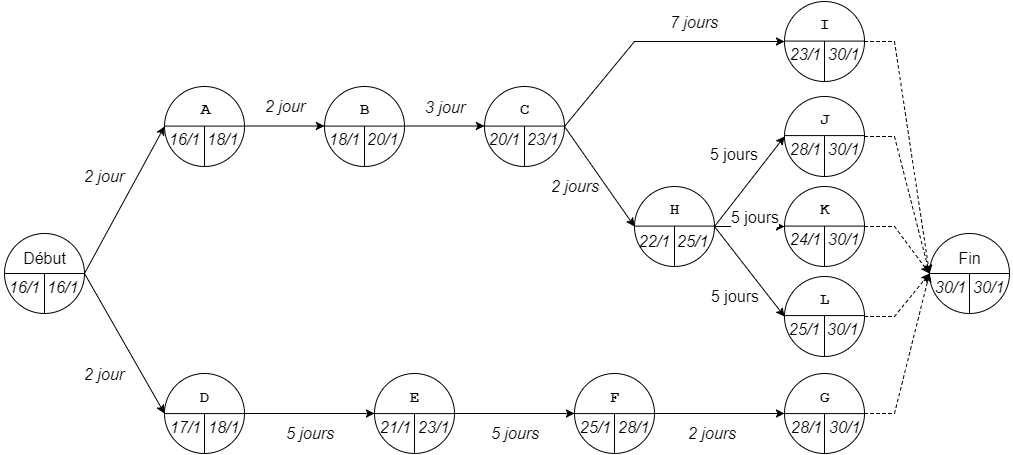 I
7 jours
23/1 30/1
A
2 jour
B
3 jour
C
J
16/1 18/1
18/1 20/1
20/1 23/1
28/1 30/1
5 jours
2 jour
2 jours
H
5 jours
K
22/1 25/1
24/1 30/1
Début
Fin
16/1 16/1
30/1 30/1
5 jours
L
25/1 30/1
2 jour
D
E
F
G
17/1 18/1
21/1 23/1
25/1 28/1
28/1 30/1
5 jours
5 jours
2 jours